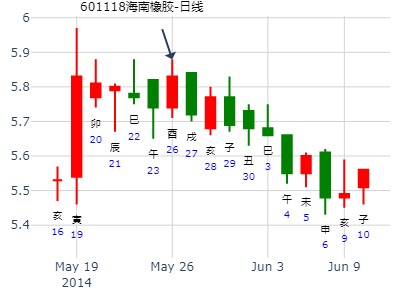 601118海南橡胶-日线
6
5.9
5.8
5.7
5.6
5.5
5.4
亥
16
寅
19
卯
20
辰
21
巳
22
午
23
酉
26
戌
27
亥
28
子
29
丑
30
巳
3
午
4
未
5
申
6
亥
9
子
10
May 19
2014
May 26
Jun 3
Jun 9